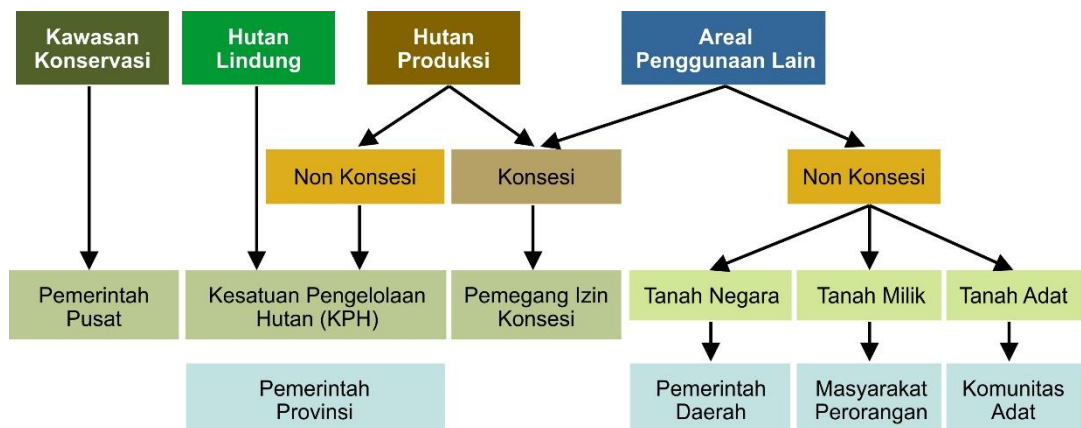 Kawasan
Konservasi
Hutan
Lindung
Hutan
Produksi
Areal
Penggunaan Lain
Non Konsesi
Konsesi
Non Konsesi
Pemerintah
Pusat
Kesatuan Pengelolaan
Hutan (KPH)
Pemegang Izin
Konsesi
Tanah Negara
Tanah Milik
Tanah Adat
Pemerintah
Provinsi
Pemerintah
Daerah
Masyarakat
Perorangan
Komunitas
Adat